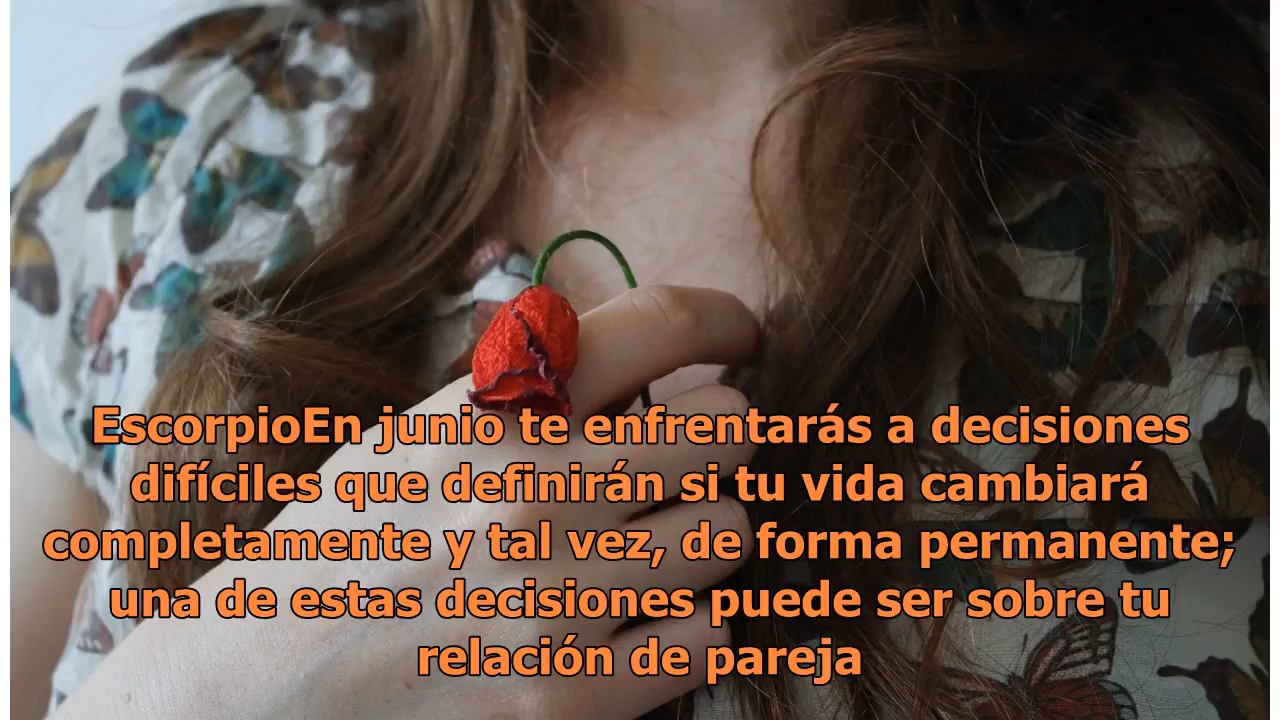 EscorpioEn junio te enfrentarás a decisiones
difíciles que definirán si tu vida cambiará
completamente y tal vez, de forma permanente;
una de estas decisiones puede ser sobre tu
relación de pareja